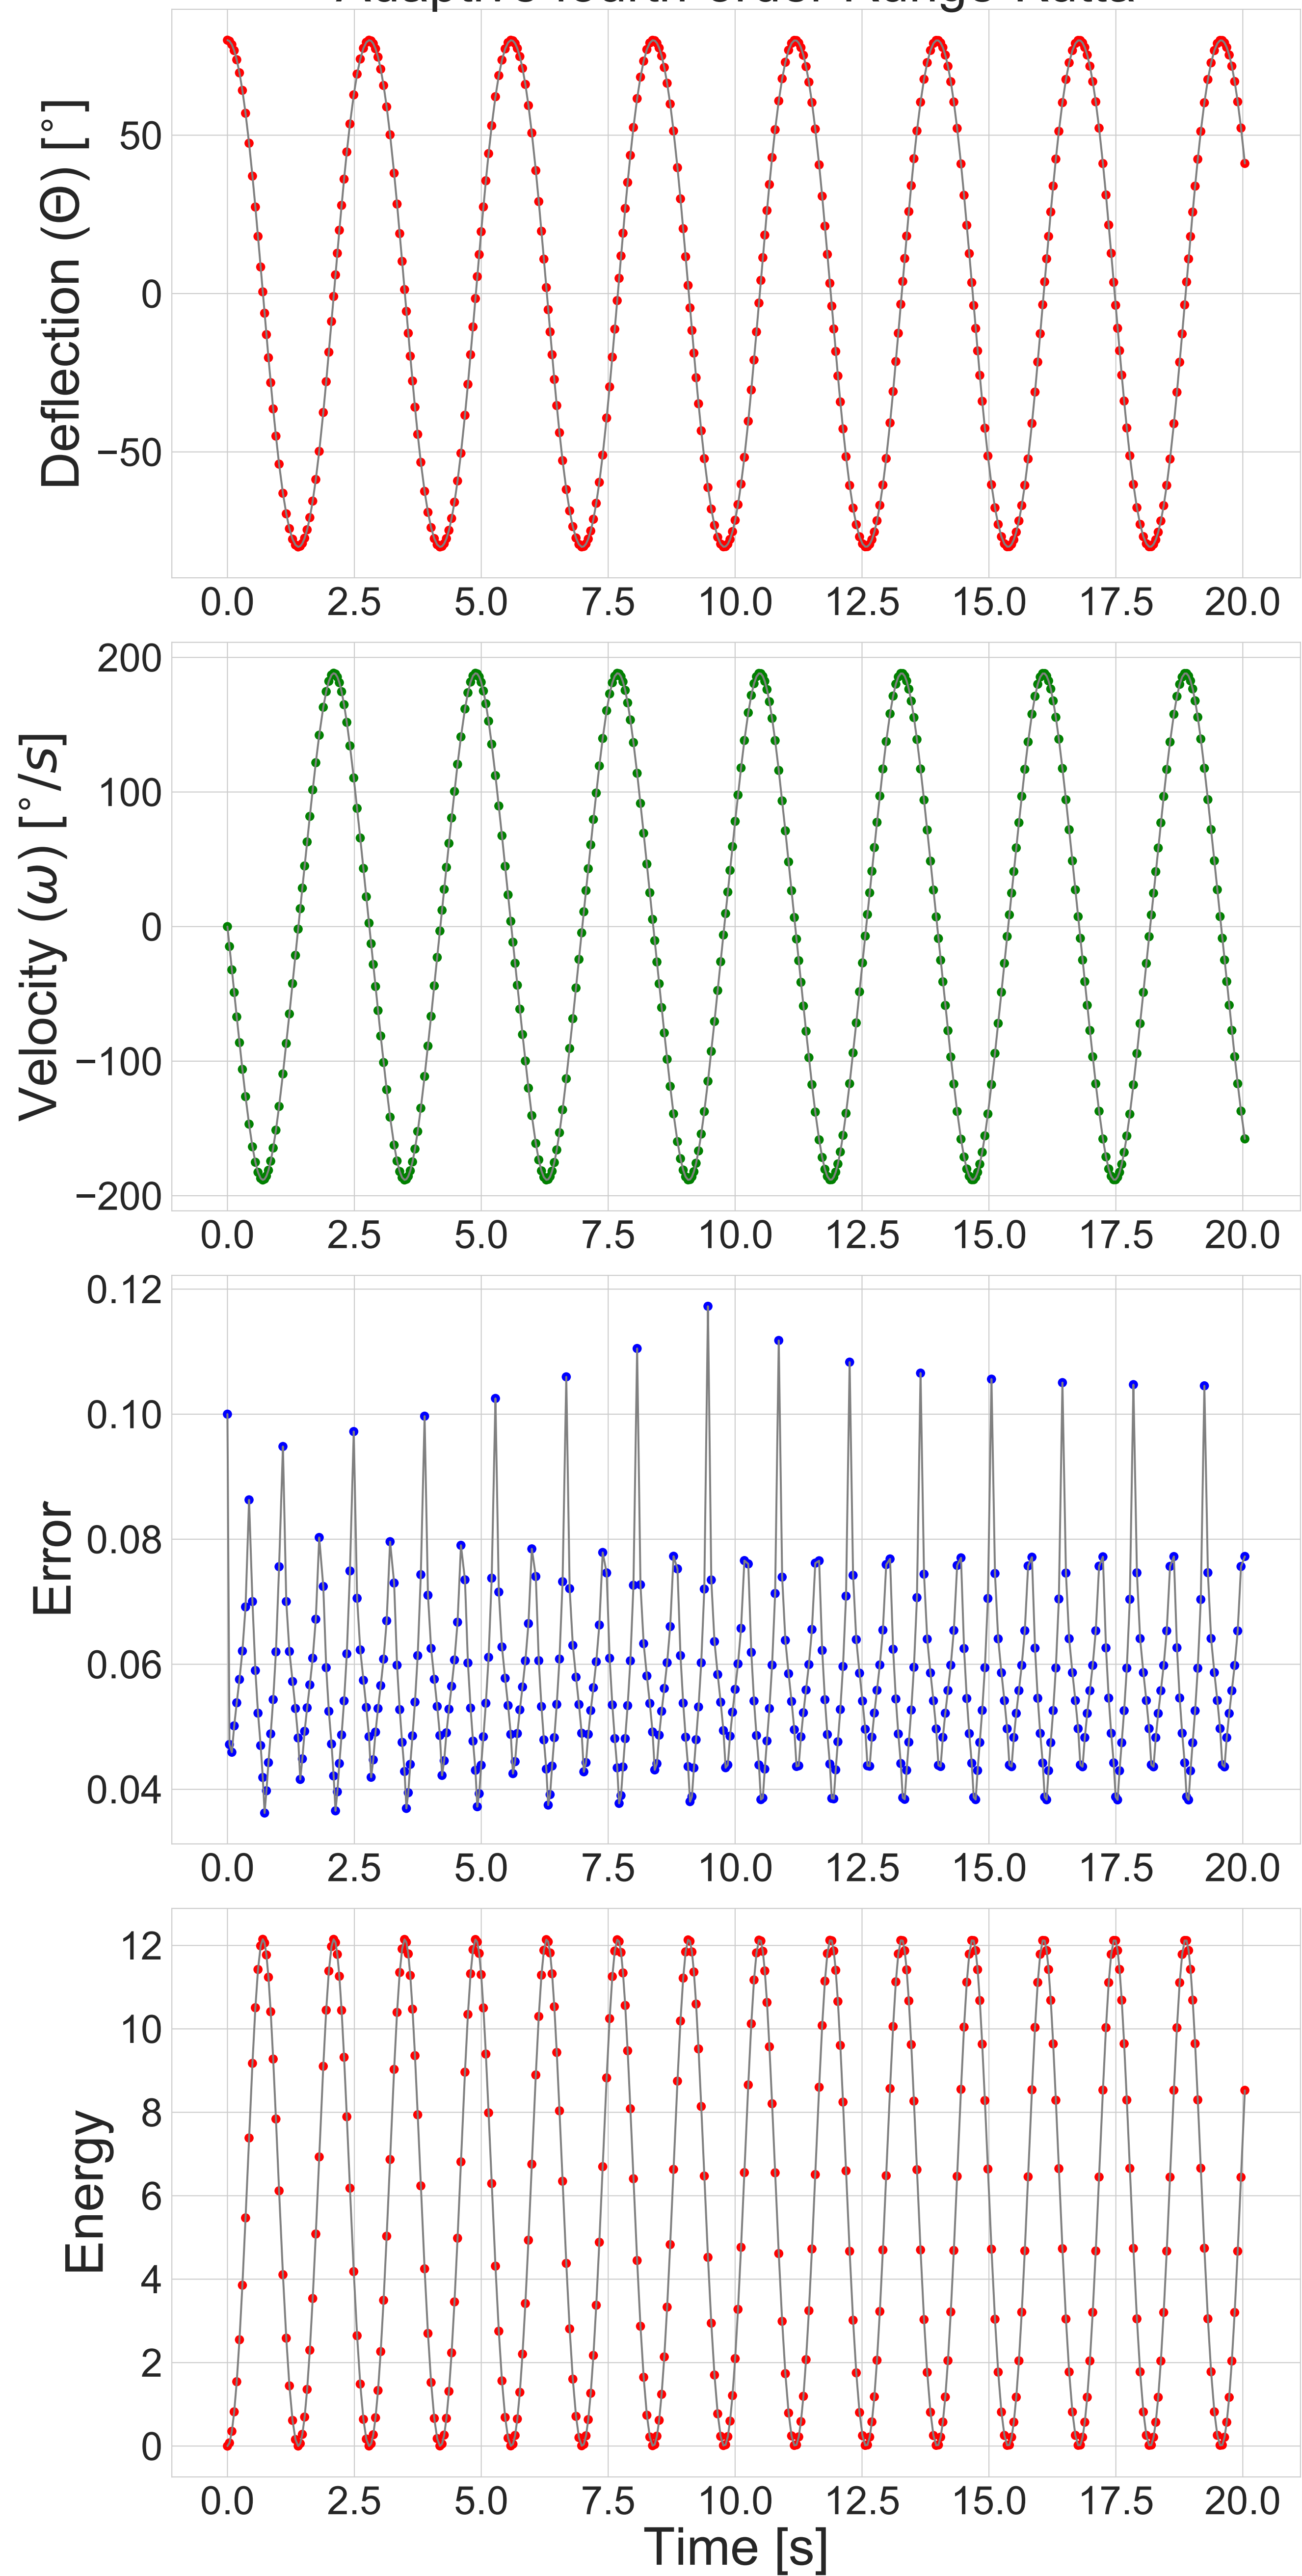 Adaptive fourth-order Runge-Kutta
Deflection (Θ) [°]
50
0
−50
0.0 2.5 5.0 7.5 10.0 12.5 15.0 17.5 20.0
Velocity (ω) [°/s]
200
100
0
−100
−200
0.0 2.5 5.0 7.5 10.0 12.5 15.0 17.5 20.0
Error
0.12
0.10
0.08
0.06
0.04
0.0 2.5 5.0 7.5 10.0 12.5 15.0 17.5 20.0
Energy
12
10
8
6
4
2
0
0.0 2.5 5.0 7.5 10.0 12.5 15.0 17.5 20.0
Time [s]